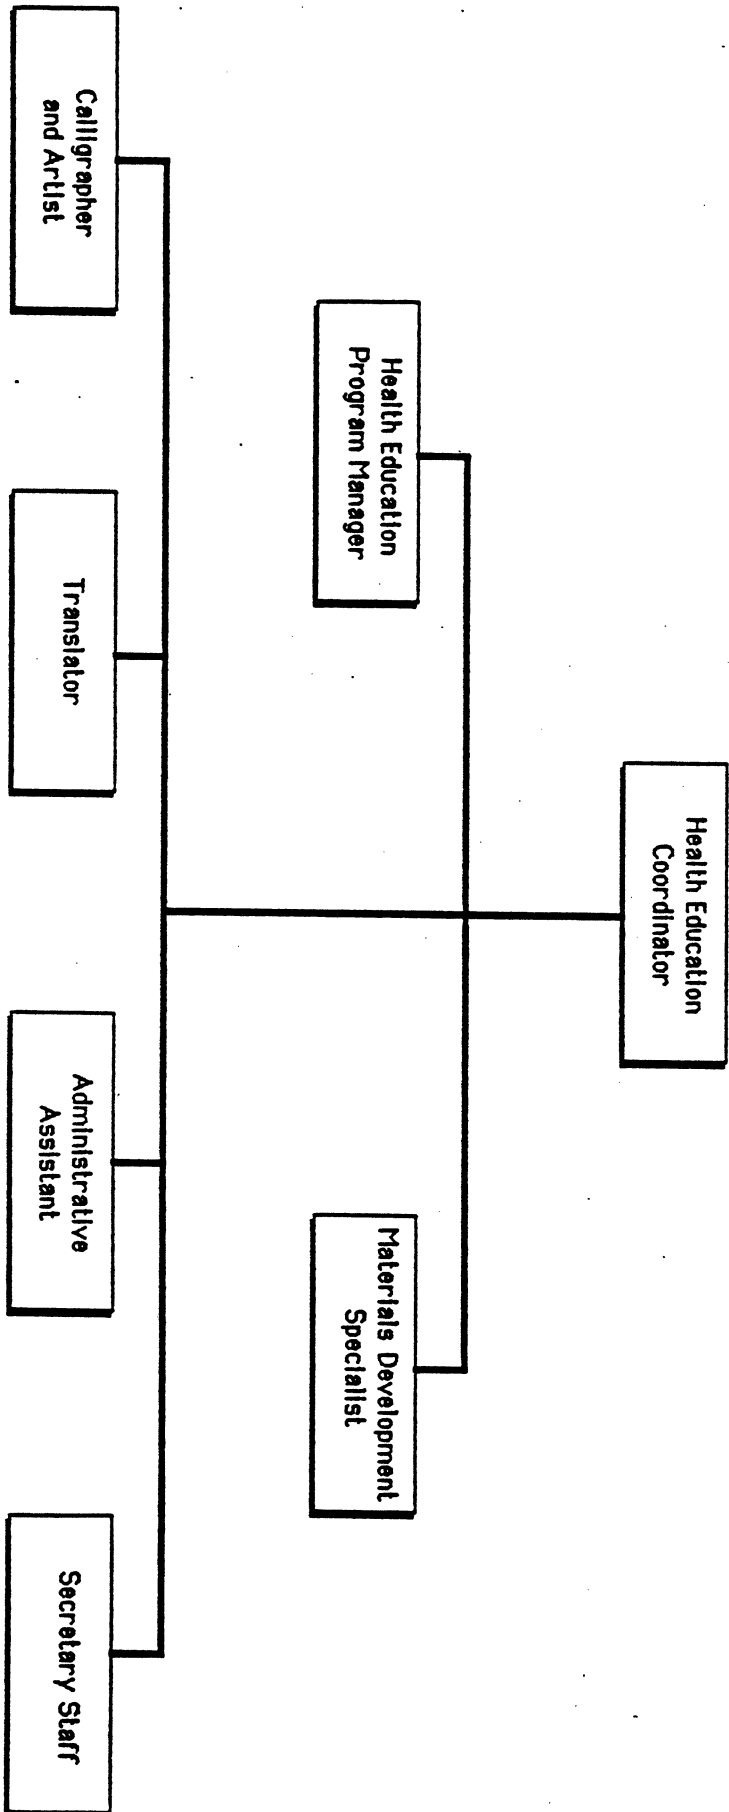 Health Education
Coordinator
Health Education
Program Manager
Materials Development
Specialist
Calligrapher
and Artist
Translator
Administrative
Assistant
Secretary Staff